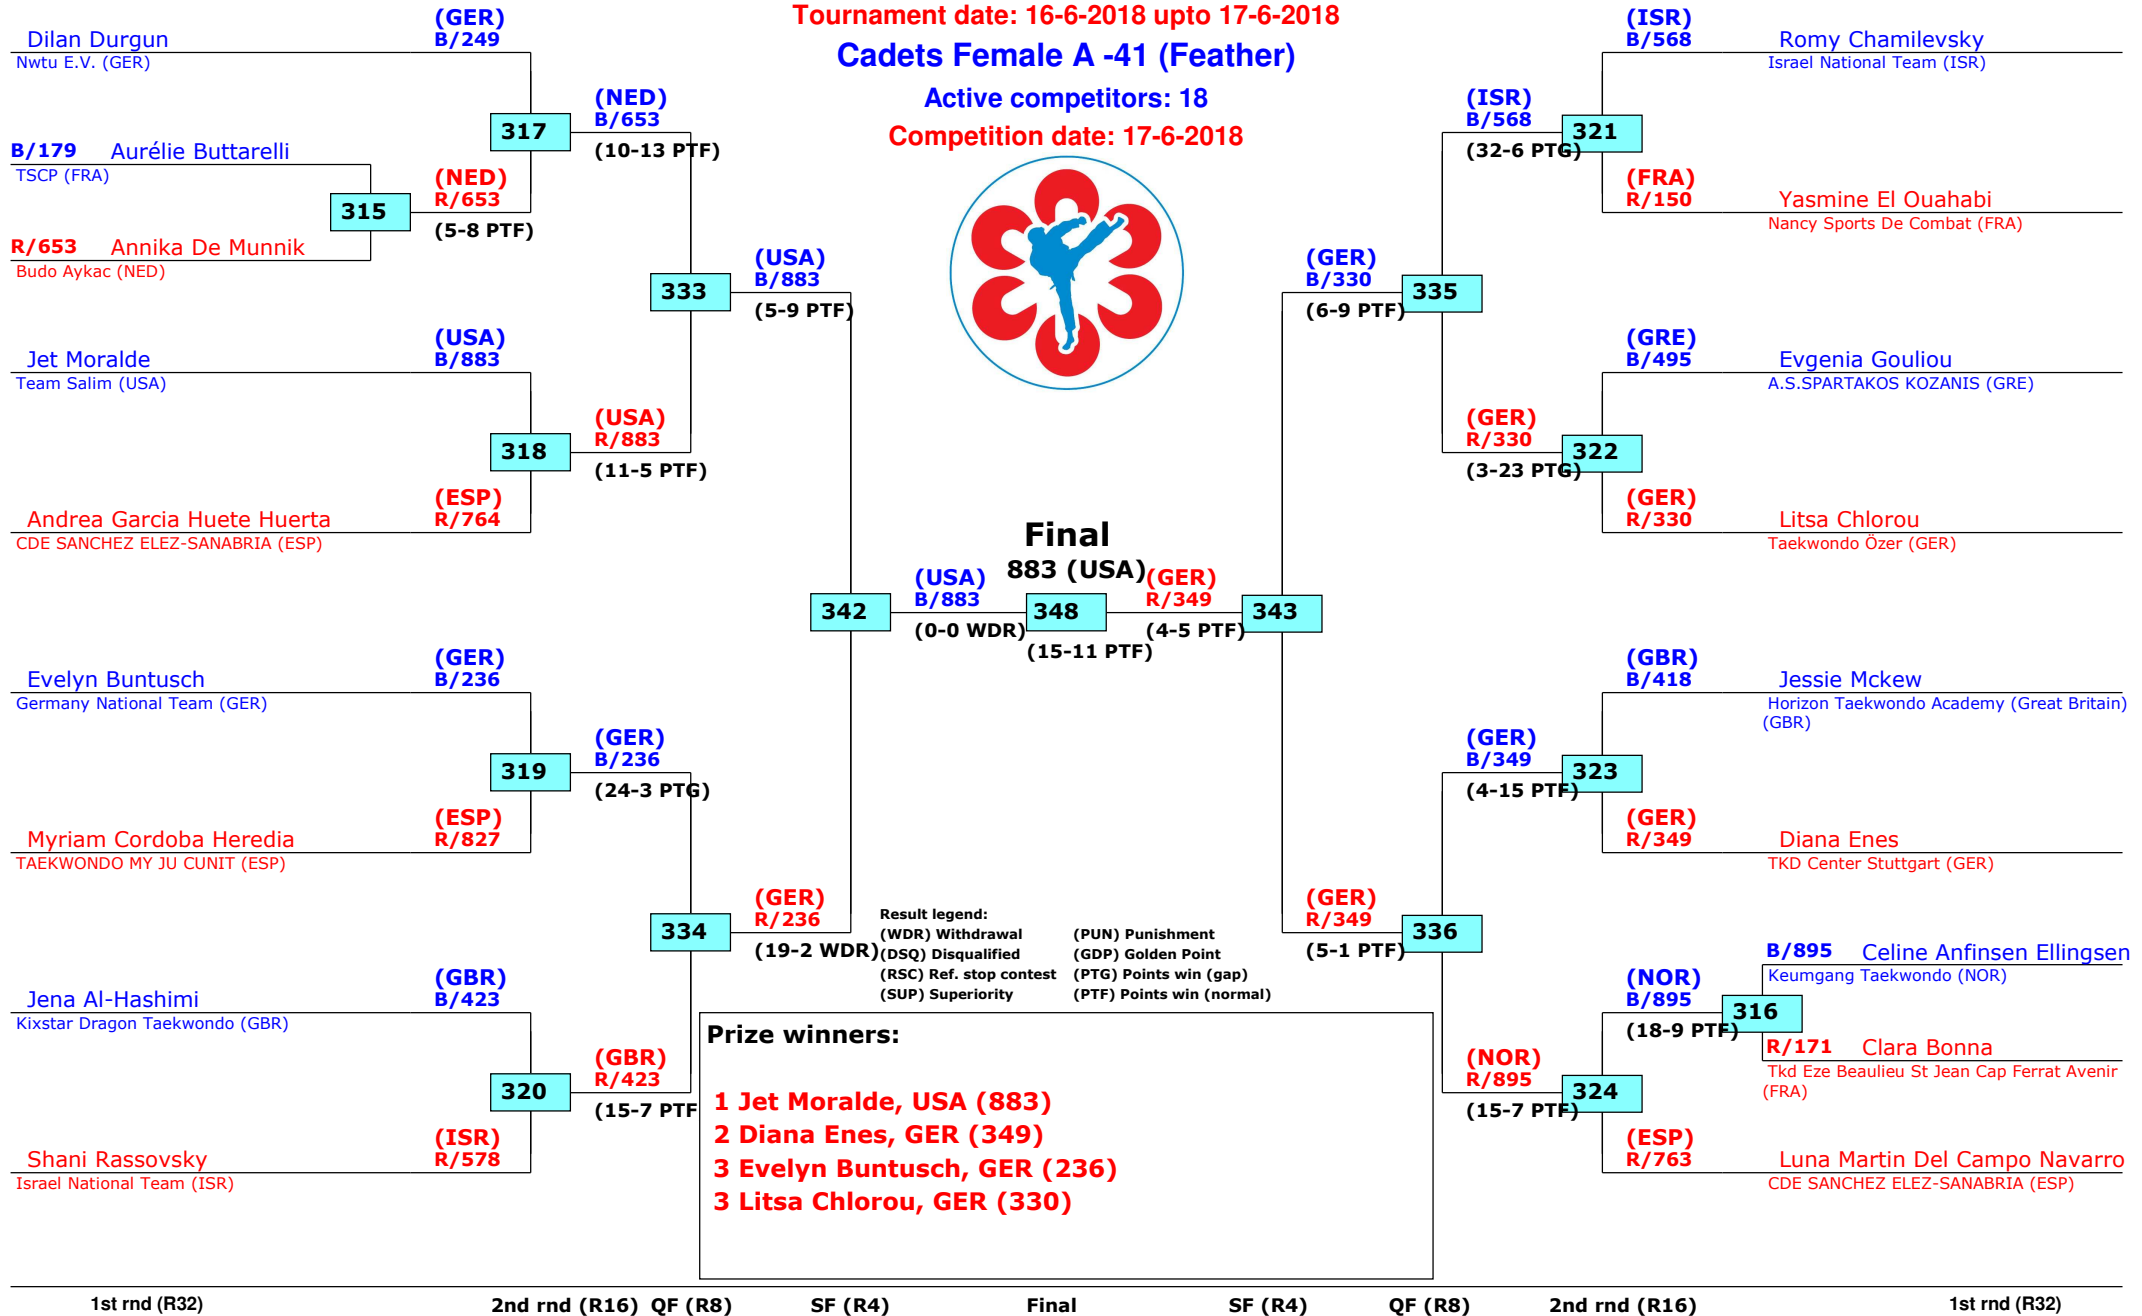 Tournament date: 16-6-2018 upto 17-6-2018
Cadets Female A -41 (Feather)
Active competitors: 18
Competition date: 17-6-2018
Dilan Durgun
Nwtu E.V. (GER)
(GER)
B/249
B/179 Aurélie Buttarelli
TSCP (FRA)
R/653 Annika De Munnik
Budo Aykac (NED)
315
(NED)
R/653
(5-8 PTF)
317
(NED)
B/653
(10-13 PTF)
Jet Moralde
Team Salim (USA)
(USA)
B/883
Andrea Garcia Huete Huerta
CDE SANCHEZ ELEZ-SANABRIA (ESP)
(ESP)
R/764
318
(USA)
R/883
(11-5 PTF)
333
(USA)
B/883
(5-9 PTF)
Evelyn Buntusch
Germany National Team (GER)
(GER)
B/236
Myriam Cordoba Heredia
TAEKWONDO MY JU CUNIT (ESP)
(ESP)
R/827
319
(GER)
B/236
(24-3 PTG)
Jena Al-Hashimi
Kixstar Dragon Taekwondo (GBR)
(GBR)
B/423
Shani Rassovsky
Israel National Team (ISR)
(ISR)
R/578
320
(GBR)
R/423
(15-7 PTF
334
(GER)
R/236
(19-2 WDR)
342
(USA)
B/883
(0-0 WDR)
Final
883 (USA)
348
(15-11 PTF)
(GER)
R/349
(4-5 PTF)
343
(GER)
B/330
(6-9 PTF)
335
(ISR)
B/568
(32-6 PTG)
321
(ISR)
B/568
Romy Chamilevsky
Israel National Team (ISR)
(FRA)
R/150
Yasmine El Ouahabi
Nancy Sports De Combat (FRA)
(GER)
R/330
(3-23 PTG)
322
(GRE)
B/495
Evgenia Gouliou
A.S.SPARTAKOS KOZANIS (GRE)
(GER)
R/330
Litsa Chlorou
Taekwondo Özer (GER)
(GER)
R/349
(5-1 PTF)
336
(GER)
B/349
(4-15 PTF)
323
(GBR)
B/418
Jessie Mckew
Horizon Taekwondo Academy (Great Britain)
(GBR)
(GER)
R/349
Diana Enes
TKD Center Stuttgart (GER)
(NOR)
R/895
(15-7 PTF)
324
(NOR)
B/895
(18-9 PTF)
316
B/895 Celine Anfinsen Ellingsen
Keumgang Taekwondo (NOR)
R/171 Clara Bonna
Tkd Eze Beaulieu St Jean Cap Ferrat Avenir
(FRA)
(ESP)
R/763
Luna Martin Del Campo Navarro
CDE SANCHEZ ELEZ-SANABRIA (ESP)
Result legend:
(WDR) Withdrawal (PUN) Punishment
(DSQ) Disqualified (GDP) Golden Point
(RSC) Ref. stop contest (PTG) Points win (gap)
(SUP) Superiority (PTF) Points win (normal)
Prize winners:
1 Jet Moralde, USA (883)
2 Diana Enes, GER (349)
3 Evelyn Buntusch, GER (236)
3 Litsa Chlorou, GER (330)
1st rnd (R32) 2nd rnd (R16) QF (R8) SF (R4) Final SF (R4) QF (R8) 2nd rnd (R16) 1st rnd (R32)